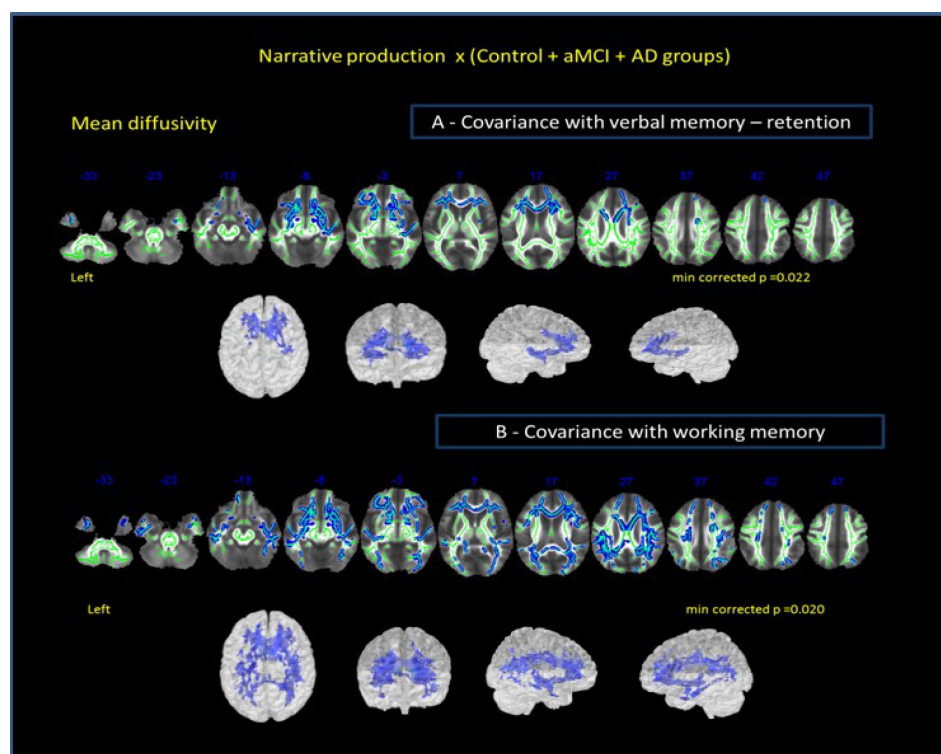 Narrative production x (Control + aMCI + AD groups)
Mean diffusivity
A - Covariance with verbal memory – retention
-33 -23 -13 -8 -3 7 17 27 37 42 47
Left
min corrected p =0.022
B - Covariance with working memory
-33 -23 -13 -8 -3 7 17 27 37 42 47
Left
min corrected p =0.020